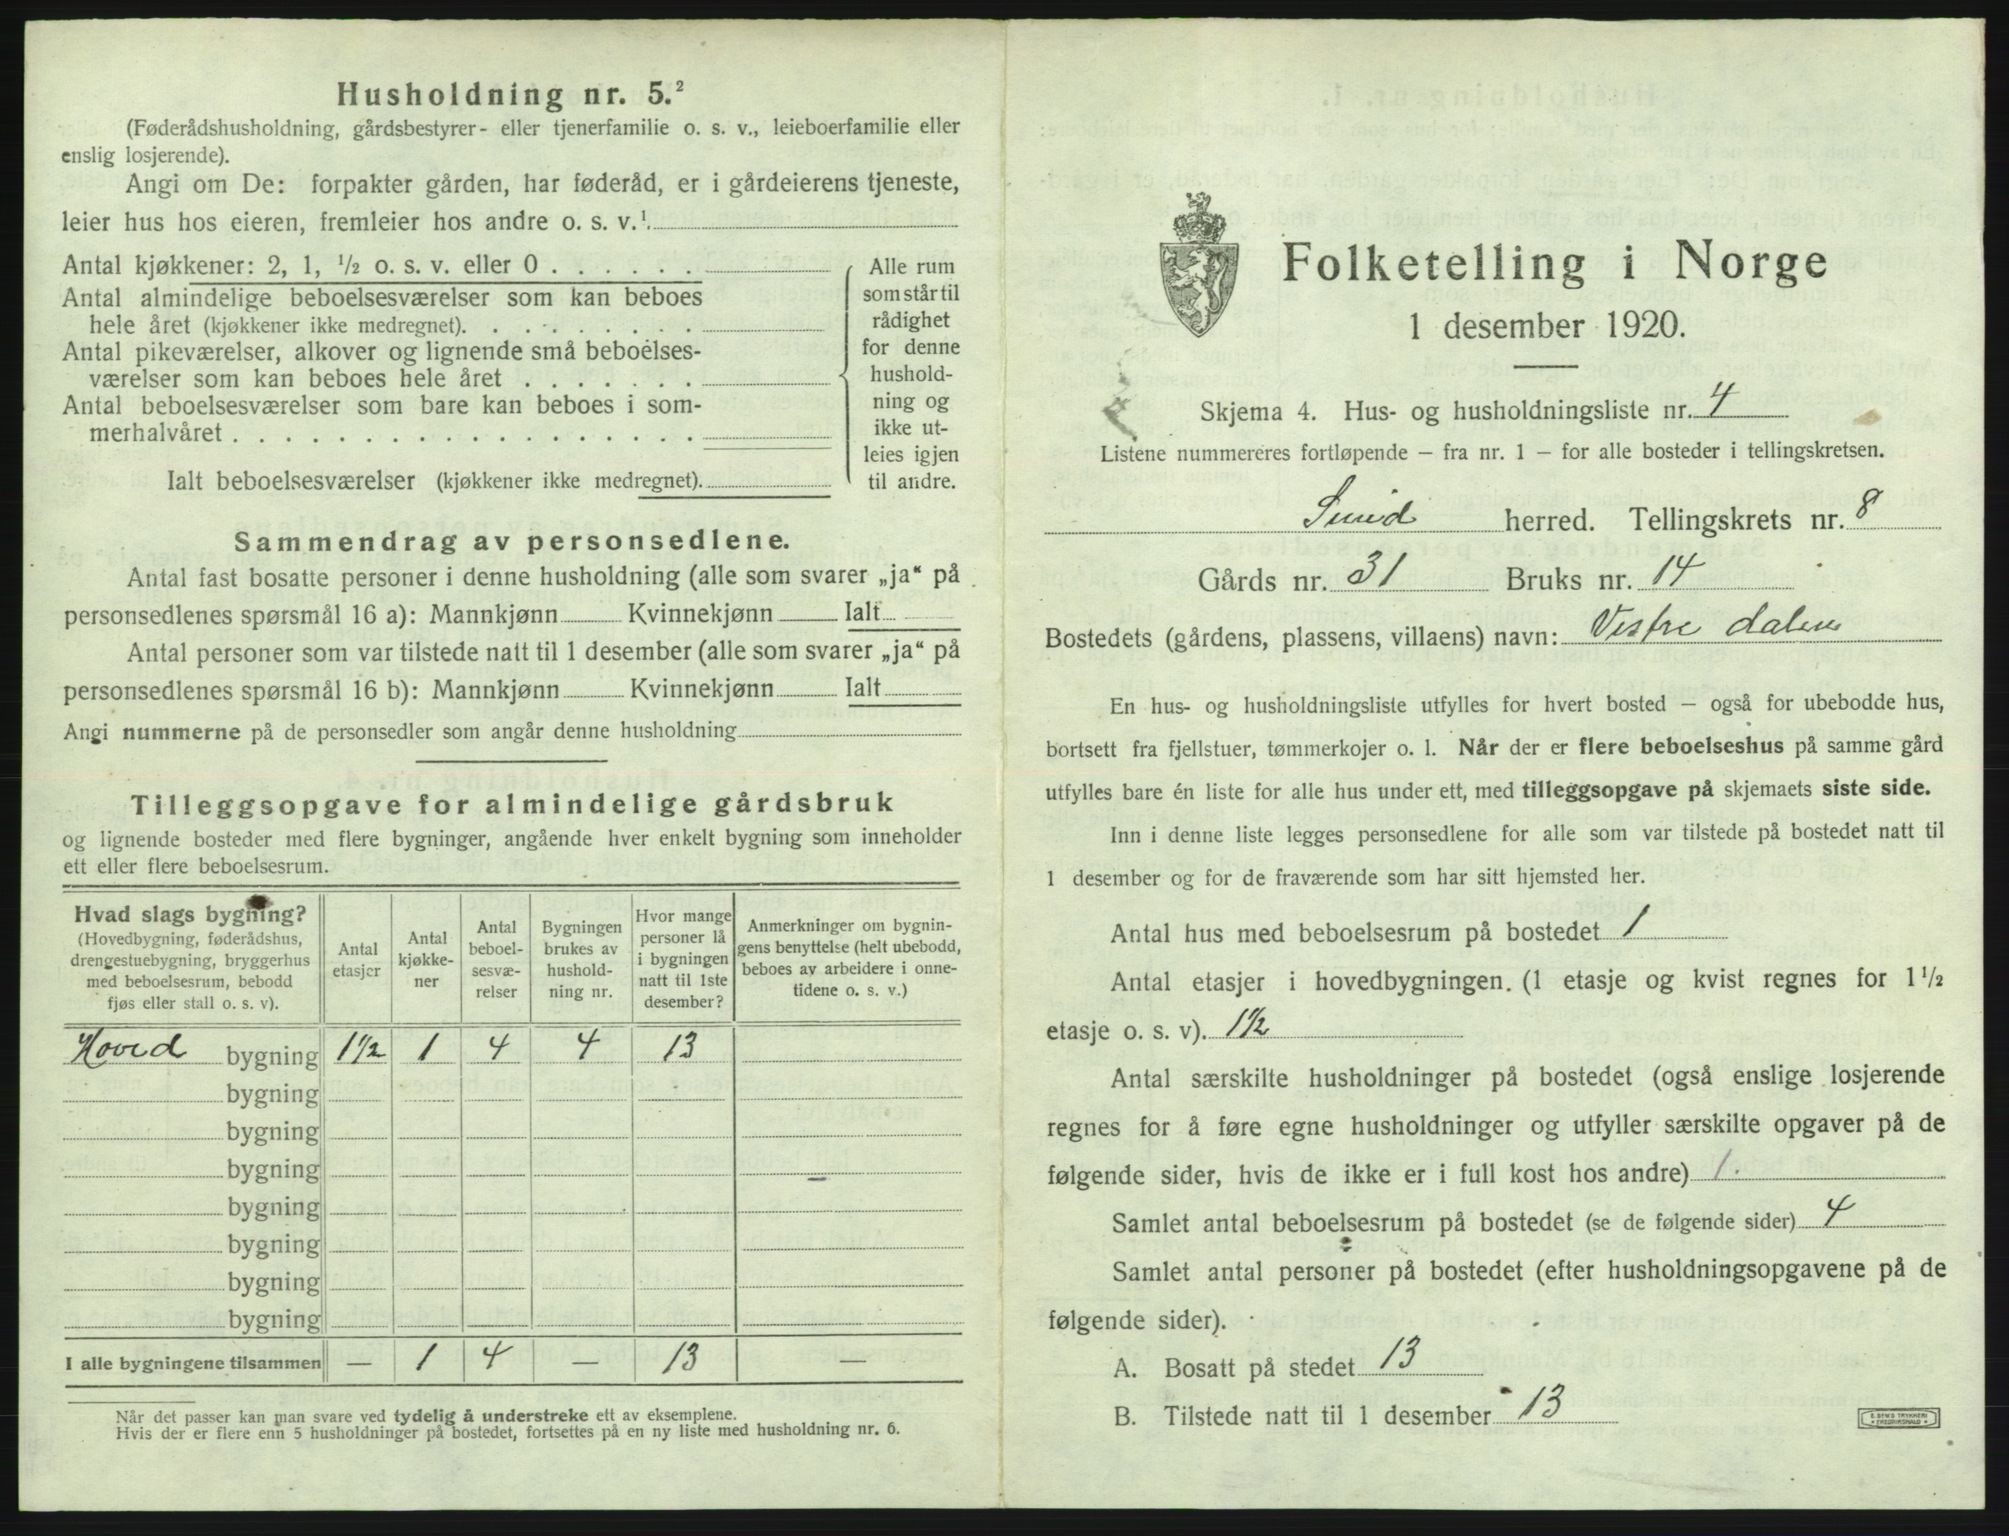 Husholdning nr. 5.²
(Føderådshusholdning, gårdsbestyrer- eller tjenerfamilie o. s. v., leieboerfamilie eller
enslig losjerende).
Angi om De: forpakter gården, har føderåd, er i gårdeierens tjeneste,
leier hus hos eieren, fremleier hos andre o. s. v.¹
Antal kjøkkener: 2, 1, ½ o. s. v. eller 0
Antal almindelige beboelsesværelser som kan beboes
hele året (kjøkkener ikke medregnet).
Antal pikeværelser, alkover og lignende små beboelses-
værelser som kan beboes hele året
Antal beboelsesværelser som bare kan beboes i som-
merhalvåret
Ialt beboelsesværelser (kjøkkener ikke medregnet).
Alle rum
som står til
rådighet
for denne
hushold-
ning og
ikke ut-
leies igjen
til andre.
Sammendrag av personsedlene.
Antal fast bosatte personer i denne husholdning (alle som svarer „ja“ på
personsedlenes spørsmål 16 a): Mannkjønn Kvinnekjønn Ialt
Antal personer som var tilstede natt til 1 desember (alle som svarer „ja“ på
personsedlenes spørsmål 16 b): Mannkjønn Kvinnekjønn Ialt
Angi nummerne på de personsedler som angår denne husholdning
Tilleggsopgave for almindelige gårdsbruk
og lignende bosteder med flere bygninger, angående hver enkelt bygning som inneholder
ett eller flere beboelsesrum.
Hvad slags bygning?
(Hovedbygning, føderådshus,
drengestuebygning, bryggerhus
med beboelsesrum, bebodd
fjøs eller stall o. s. v).
Antal
etasjer
Antal
kjøkke-
ner
Antal
beboel-
sesvæ-
relser
Bygningen
brukes av
hushold-
ning nr.
Hvor mange
personer lå
i bygningen
natt til 1ste
desember?
Anmerkninger om bygnin-
gens benyttelse (helt ubebodd,
beboes av arbeidere i onne-
tidene o. s. v.)
Hoved bygning 1½ 1 4 4 13
bygning
bygning
bygning
bygning
bygning
bygning
bygning
I alle bygningene tilsammen — 1 4 — 13 —
Når det passer kan man svare ved tydelig å understreke ett av eksemplene.
Hvis der er flere enn 5 husholdninger på bostedet, fortsettes på en ny liste med husholdning nr. 6.
Folketelling i Norge
1 desember 1920.
Skjema 4. Hus- og husholdningsliste nr. 4
Listene nummereres fortløpende — fra nr. 1 — for alle bosteder i tellingskretsen.
herred. Tellingskrets nr. 8
Gårds nr. 31 Bruks nr. 14
Bostedets (gårdens, plassens, villaens) navn: Vestre dalene
En hus- og husholdningsliste utfylles for hvert bosted — også for ubebodde hus,
bortsett fra fjellstuer, tømmerkojer o. l. Når der er flere beboelseshus på samme gård
utfylles bare én liste for alle hus under ett, med tilleggsopgave på skjemaets siste side.
Inn i denne liste legges personsedlene for alle som var tilstede på bostedet natt til
1 desember og for de fraværende som har sitt hjemsted her.
Antal hus med beboelsesrum på bostedet 1
Antal etasjer i hovedbygningen. (1 etasje og kvist regnes for 1½
etasje o. s. v). 1½
Antal særskilte husholdninger på bostedet (også enslige losjerende
regnes for å føre egne husholdninger og utfyller særskilte opgaver på de
følgende sider, hvis de ikke er i full kost hos andre) 1.
Samlet antal beboelsesrum på bostedet (se de følgende sider) 4
Samlet antal personer på bostedet (efter husholdningsopgavene på de
følgende sider).
A. Bosatt på stedet 13
B. Tilstede natt til 1 desember 13